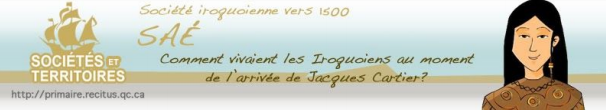 Société iroquoienne vers 1500
SAÉ
Comment vivaient les Iroquoiens au moment
de l'arrivée de Jacques Cartier?
SOCIÉTÉS ET
TERRITOIRES
http://primaire.recitus.qc.ca